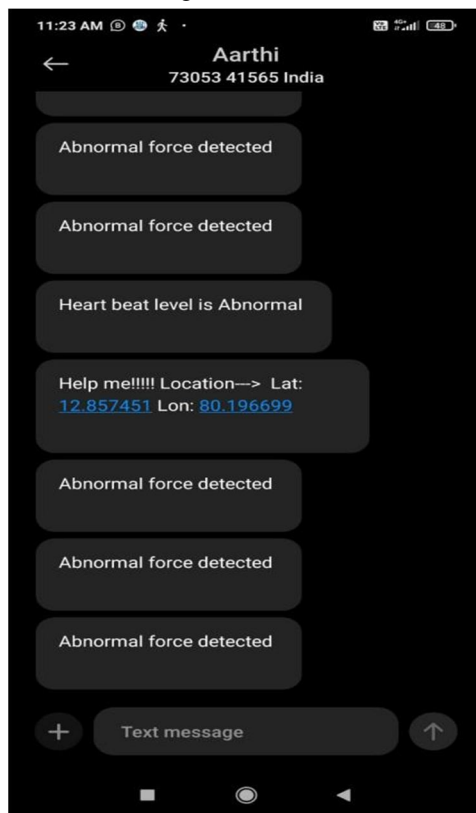 11:23 AM
48
Aarthi
73053 41565 India
Abnormal force detected
Abnormal force detected
Heart beat level is Abnormal
Help me!!!!! Location---> Lat:
12.857451 Lon: 80.196699
Abnormal force detected
Abnormal force detected
Abnormal force detected
Text message